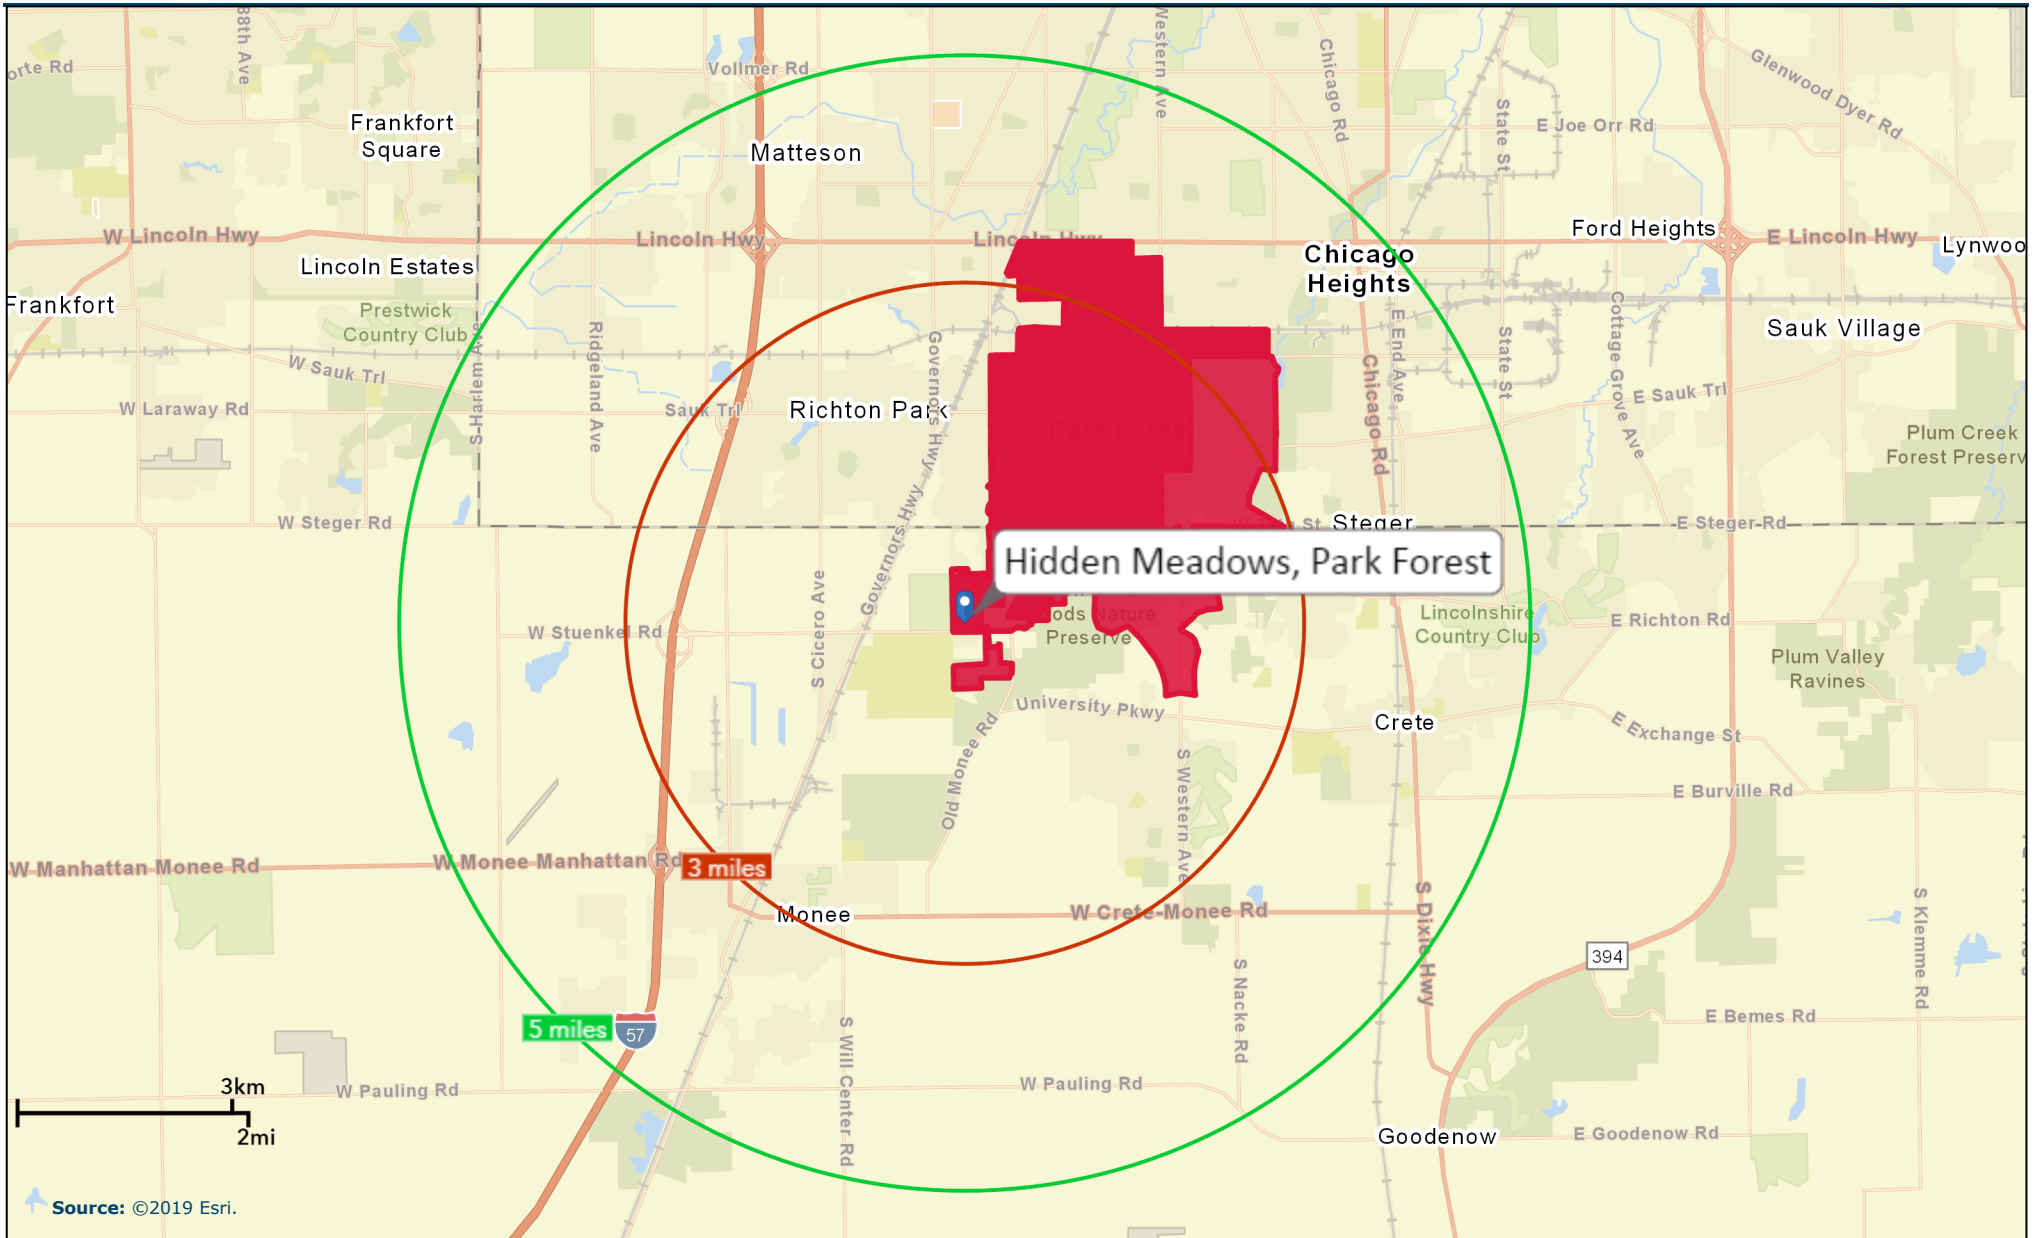 88th Ave
Western Ave
orte Rd
Vollmer Rd
Chicago Rd
Glenwood Dyer Rd
Frankfort
Square
Matteson
State St
E Joe Orr Rd
W Lincoln Hwy
Lincoln Hwy
Lincoln Hwy
Ford Heights
E Lincoln Hwy
Lynwoo
Lincoln Estates
Chicago
Heights
Frankfort
Prestwick
Country Club
S Harlem Ave
Ridgeland Ave
Governors Hwy
E End Ave
State St
Cottage Grove Ave
Sauk Village
W Sauk Trl
Chicago Rd
E Sauk Trl
W Laraway Rd
Sauk Trl
Richton Park
Park Forest
Plum Creek
Forest Preserv
W Steger Rd
Governors Hwy
Steger
E Steger Rd
Hidden Meadows, Park Forest
S Cicero Ave
ods Nature
Preserve
Lincolnshire
Country Club
E Richton Rd
W Stuenkel Rd
Plum Valley
Ravines
University Pkwy
Crete
E Exchange St
Old Monee Rd
S Western Ave
E Burville Rd
W Manhattan Monee Rd
W Monee Manhattan Rd
3 miles
Monee
W Crete-Monee Rd
S Dixie Hwy
S Klemme Rd
394
S Nacke Rd
5 miles
57
S Will Center Rd
E Bemes Rd
3km
W Pauling Rd
W Pauling Rd
2mi
Goodenow
E Goodenow Rd
Source: ©2019 Esri.